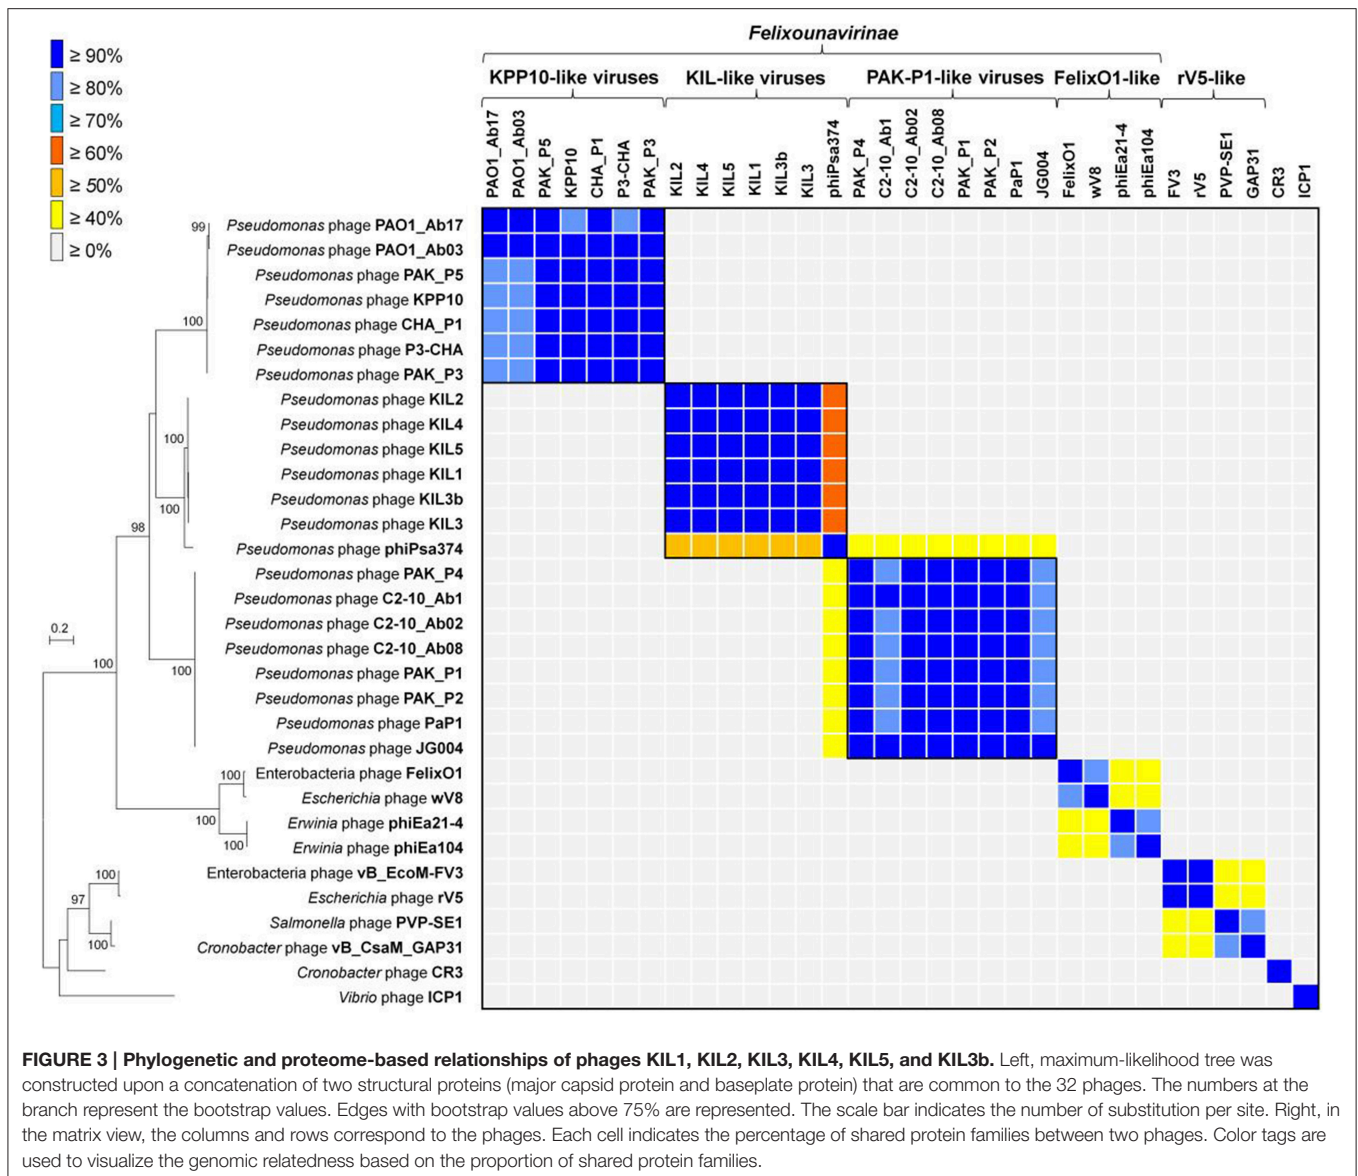 Felixounavirinae
≥ 90%
≥ 80%
≥ 70%
≥ 60%
≥ 50%
≥ 40%
≥ 0%
KPP10-like viruses
KIL-like viruses
PAK-P1-like viruses
FelixO1-like
rV5-like
PAO1_Ab17
PAO1_Ab03
PAK_P5
KPP10
CHA_P1
P3-CHA
PAK_P3
KIL2
KIL4
KIL5
KIL1
KIL3b
KIL3
phiPsa374
PAK_P4
C2-10_Ab1
C2-10_Ab02
C2-10_Ab08
PAK_P1
PAK_P2
PaP1
JG004
FelixO1
wV8
phiEa21-4
phiEa104
FV3
rV5
PVP-SE1
GAP31
CR3
ICP1
99
100
100
100
98
0.2
100
100
100
100
100
100
97
100
Pseudomonas phage PAO1_Ab17
Pseudomonas phage PAO1_Ab03
Pseudomonas phage PAK_P5
Pseudomonas phage KPP10
Pseudomonas phage CHA_P1
Pseudomonas phage P3-CHA
Pseudomonas phage PAK_P3
Pseudomonas phage KIL2
Pseudomonas phage KIL4
Pseudomonas phage KIL5
Pseudomonas phage KIL1
Pseudomonas phage KIL3b
Pseudomonas phage KIL3
Pseudomonas phage phiPsa374
Pseudomonas phage PAK_P4
Pseudomonas phage C2-10_Ab1
Pseudomonas phage C2-10_Ab02
Pseudomonas phage C2-10_Ab08
Pseudomonas phage PAK_P1
Pseudomonas phage PAK_P2
Pseudomonas phage PaP1
Pseudomonas phage JG004
Enterobacteria phage FelixO1
Escherichia phage wV8
Erwinia phage phiEa21-4
Erwinia phage phiEa104
Enterobacteria phage vB_EcoM-FV3
Escherichia phage rV5
Salmonella phage PVP-SE1
Cronobacter phage vB_CsaM_GAP31
Cronobacter phage CR3
Vibrio phage ICP1
FIGURE 3 | Phylogenetic and proteome-based relationships of phages KIL1, KIL2, KIL3, KIL4, KIL5, and KIL3b. Left, maximum-likelihood tree was
constructed upon a concatenation of two structural proteins (major capsid protein and baseplate protein) that are common to the 32 phages. The numbers at the
branch represent the bootstrap values. Edges with bootstrap values above 75% are represented. The scale bar indicates the number of substitution per site. Right, in
the matrix view, the columns and rows correspond to the phages. Each cell indicates the percentage of shared protein families between two phages. Color tags are
used to visualize the genomic relatedness based on the proportion of shared protein families.